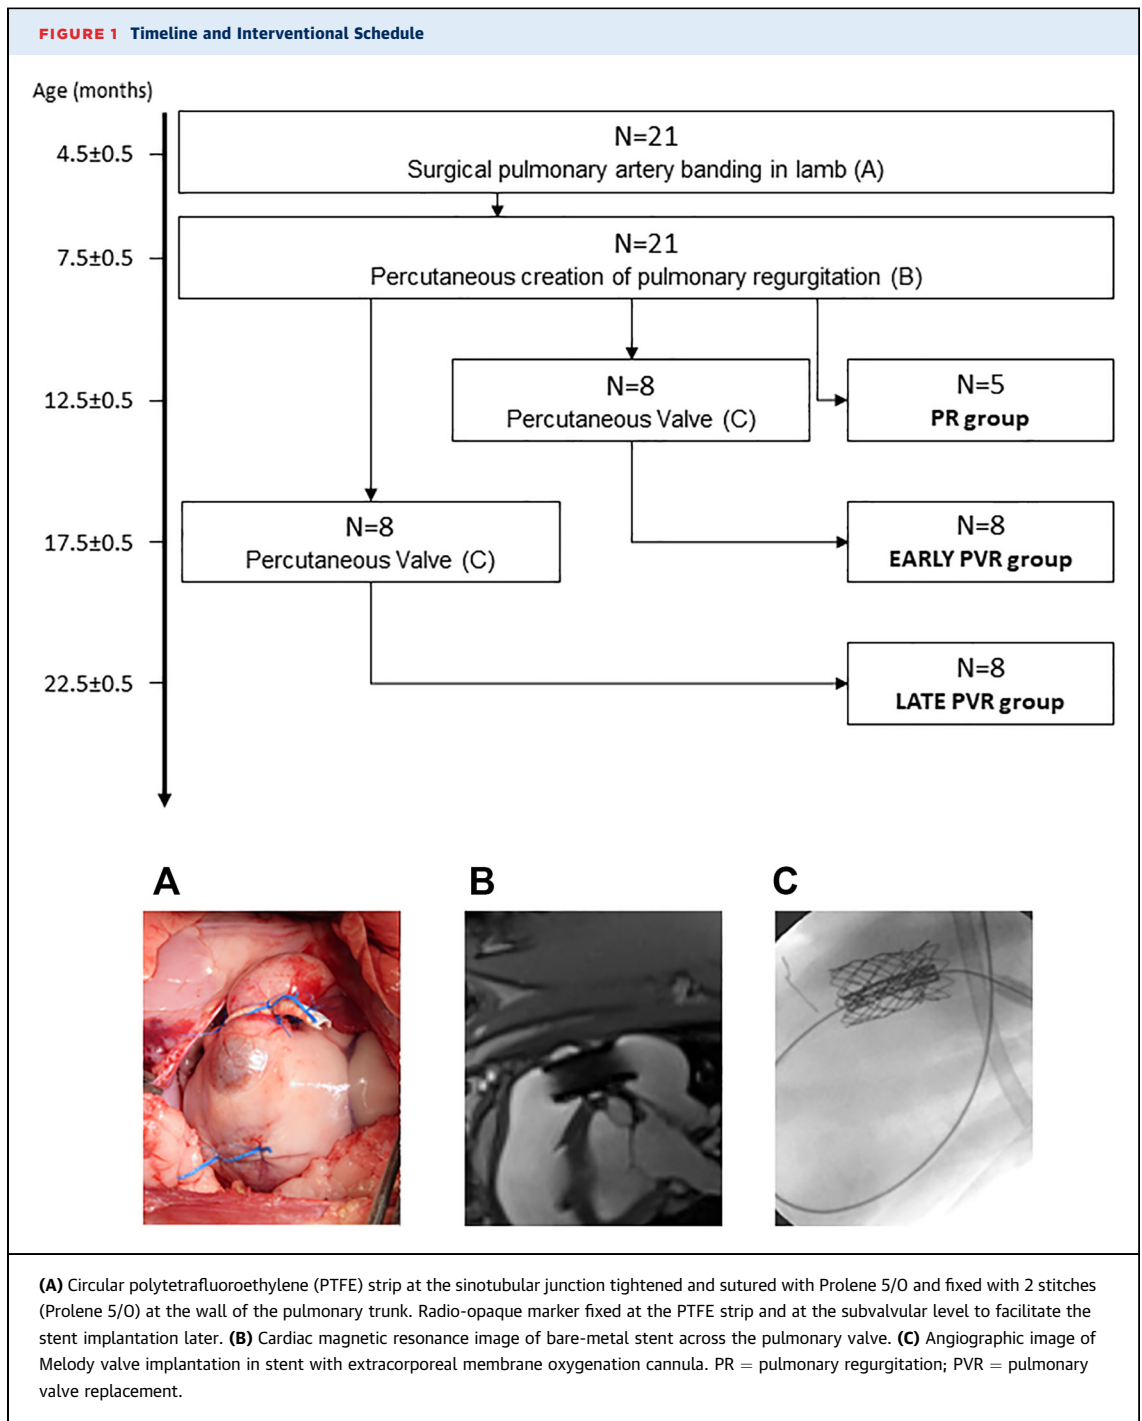 FIGURE 1 Timeline and Interventional Schedule
Age (months)
4.5±0.5
N=21
Surgical pulmonary artery banding in lamb (A)
7.5±0.5
N=21
Percutaneous creation of pulmonary regurgitation (B)
12.5±0.5
N=8
Percutaneous Valve (C)
N=5
PR group
17.5±0.5
N=8
Percutaneous Valve (C)
N=8
EARLY PVR group
22.5±0.5
N=8
LATE PVR group
A
B
C
(A) Circular polytetrafluoroethylene (PTFE) strip at the sinotubular junction tightened and sutured with Prolene 5/0 and fixed with 2 stitches
(Prolene 5/0) at the wall of the pulmonary trunk. Radio-opaque marker fixed at the PTFE strip and at the subvalvular level to facilitate the
stent implantation later. (B) Cardiac magnetic resonance image of bare-metal stent across the pulmonary valve. (C) Angiographic image of
Melody valve implantation in stent with extracorporeal membrane oxygenation cannula. PR = pulmonary regurgitation; PVR = pulmonary
valve replacement.